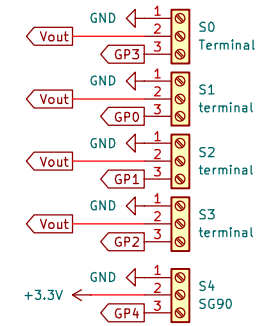 GND 1 S0
Vout 2 Terminal
GP3 3
GND 1 S1
Vout 2 terminal
GP0 3
GND 1 S2
Vout 2 terminal
GP1 3
GND 1 S3
Vout 2 terminal
GP2 3
GND 1 S4
+3.3V 2 SG90
GP4 3